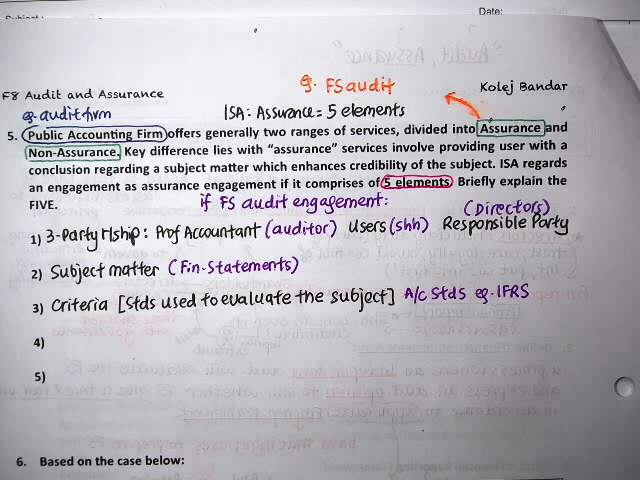 Date:
F8 Audit and Assurance
eg. FS audit
Kolej Bandar
eg. audit firm
ISA: Assurance = 5 elements
5. Public Accounting Firm offers generally two ranges of services, divided into Assurance and
Non-Assurance. Key difference lies with “assurance” services involve providing user with a
conclusion regarding a subject matter which enhances credibility of the subject. ISA regards
an engagement as assurance engagement if it comprises of 5 elements. Briefly explain the
FIVE.
if FS audit engagement:
(Directors)
1) 3-Party r/ship: Prof Accountant (auditor) Users (shh) Responsible Party
2) Subject matter (Fin-Statements)
3) Criteria [Stds used to evaluate the subject] A/c Stds eg. IFRS
4)
5)
6. Based on the case below: